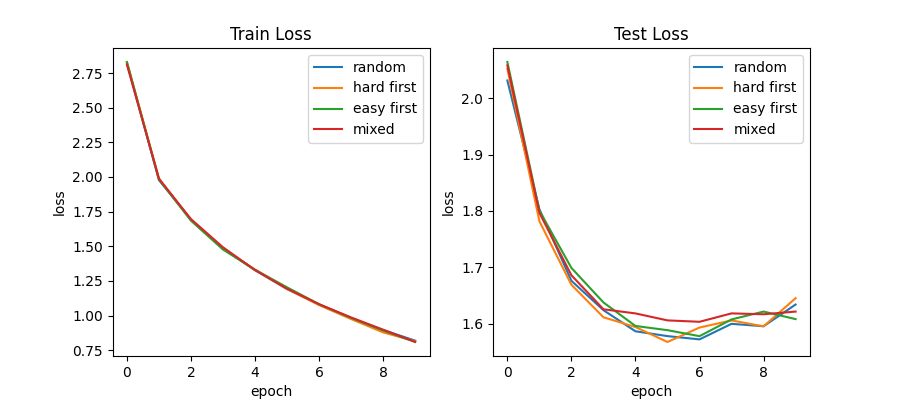 Train Loss
2.75
2.50
2.25
2.00
1.75
1.50
1.25
1.00
0.75
loss
0 2 4 6 8
epoch
random
hard first
easy first
mixed
Test Loss
2.0
1.9
1.8
1.7
1.6
loss
0 2 4 6 8
epoch
random
hard first
easy first
mixed